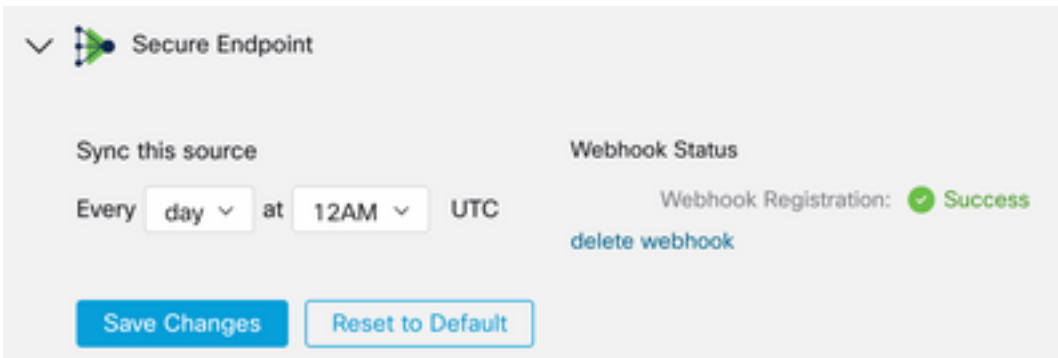 Secure Endpoint
Sync this source
Every day at 12AM UTC
Webhook Status
Webhook Registration: Success
delete webhook
Save Changes
Reset to Default